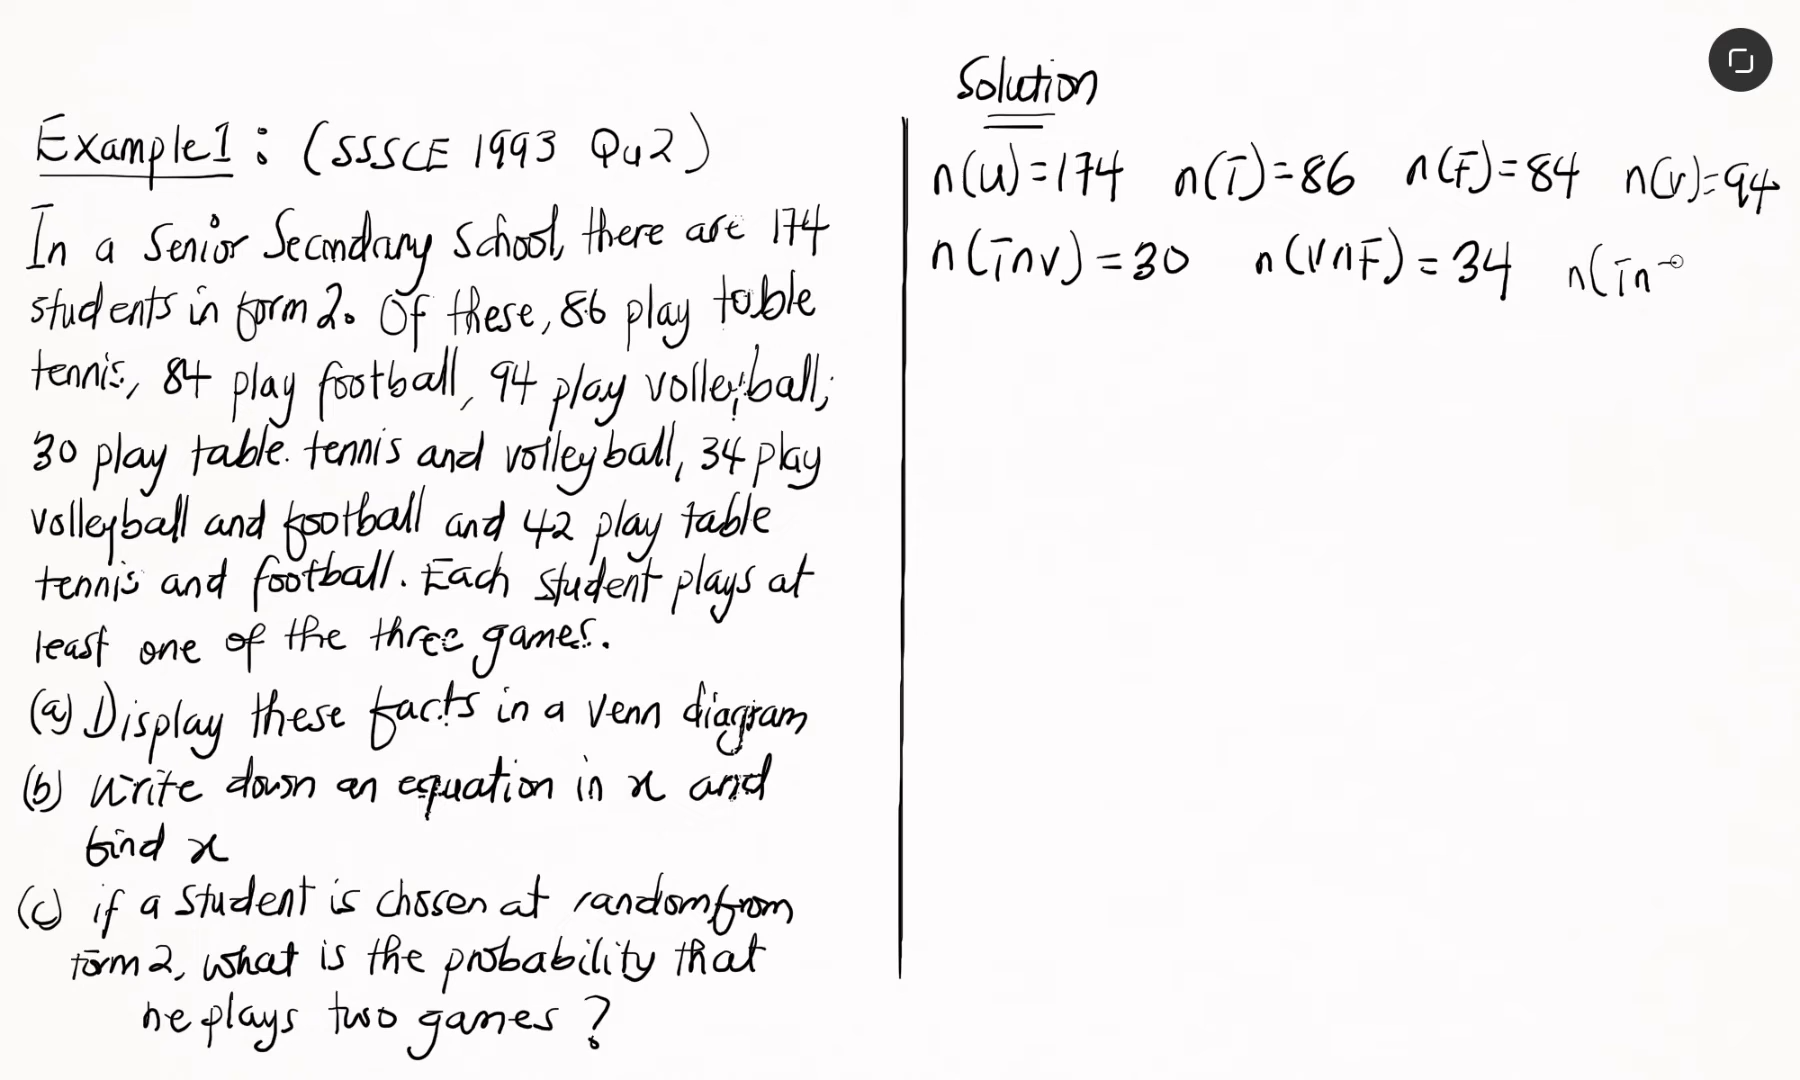 Example1 : (SSSCE 1993 Qu2)
In a Senior Secondary School, there are 174
students in form 2. Of these, 86 play table
tennis, 84 play football, 94 play volleyball;
30 play table tennis and volleyball, 34 play
volleyball and football and 42 play table
tennis and football. Each student plays at
least one of the three games.
(a) Display these facts in a venn diagram
(b) Write down an equation in x and
find x
(c) if a student is chosen at random from
form 2, what is the probability that
he plays two games ?
Solution
n(U)=174 n(T)=86 n(F)=84 n(V)=94
n(T∩V)=30 n(V∩F)=34 n(T∩